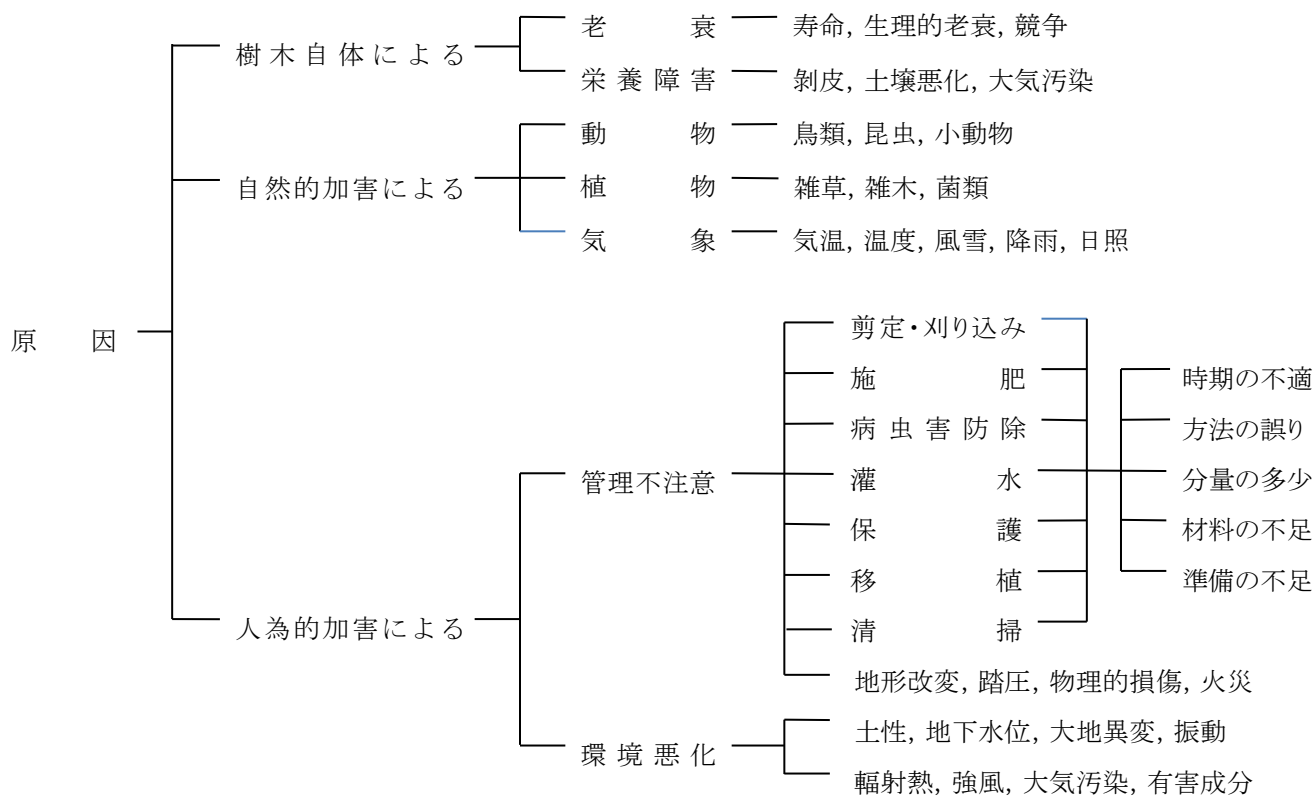 老衰 寿命, 生理的老衰, 競争
樹木自体による
栄養障害 剝皮, 土壌悪化, 大気汚染
動物 鳥類, 昆虫, 小動物
自然的加害による 植物 雑草, 雑木, 菌類
気象 気温, 温度, 風雪, 降雨, 日照
原因
剪定・刈り込み
施肥 時期の不適
病虫害防除 方法の誤り
管理不注意 灌水 分量の多少
保護 材料の不足
移植 準備の不足
人為的加害による 清掃
地形改変, 踏圧, 物理的損傷, 火災
土性, 地下水位, 大地異変, 振動
環境悪化
輻射熱, 強風, 大気汚染, 有害成分